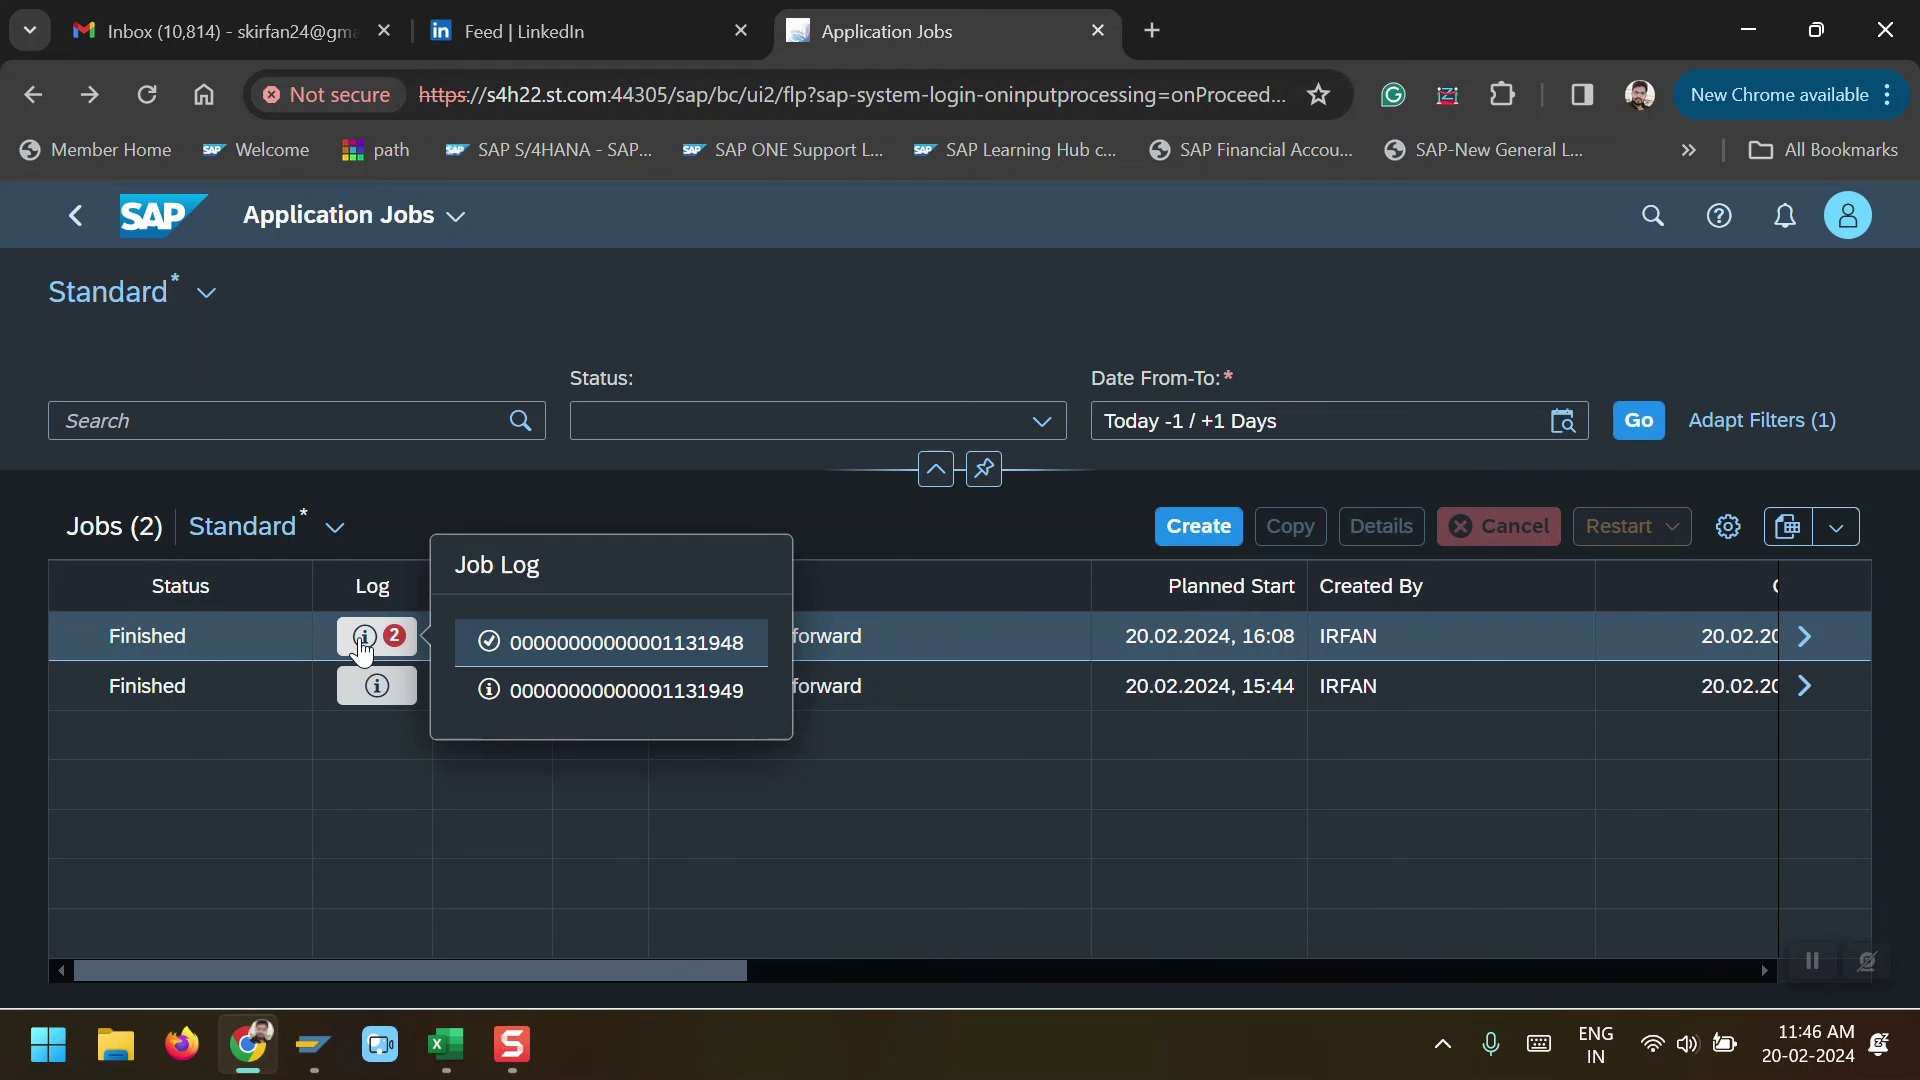 Inbox (10,814) - skirfan24@gma
Feed | LinkedIn
Application Jobs
Not secure
https://s4h22.st.com:44305/sap/bc/ui2/flp?sap-system-login-oninputprocessing=onProceed...
New Chrome available
Member Home
SAP Welcome
path
SAP SAP S/4HANA - SAP...
SAP SAP ONE Support L...
SAP SAP Learning Hub c...
SAP Financial Accou...
SAP-New General L...
All Bookmarks
SAP Application Jobs
Standard*
Status:
Date From-To:*
Search
Today -1 / +1 Days
Go
Adapt Filters (1)
Jobs (2)
Standard*
Create
Copy
Details
Cancel
Restart
Job Log
Status Log Planned Start Created By
Finished 2 00000000000001131948 forward 20.02.2024, 16:08 IRFAN 20.02.20
Finished 00000000000001131949 forward 20.02.2024, 15:44 IRFAN 20.02.20
ENG
IN
11:46 AM
20-02-2024